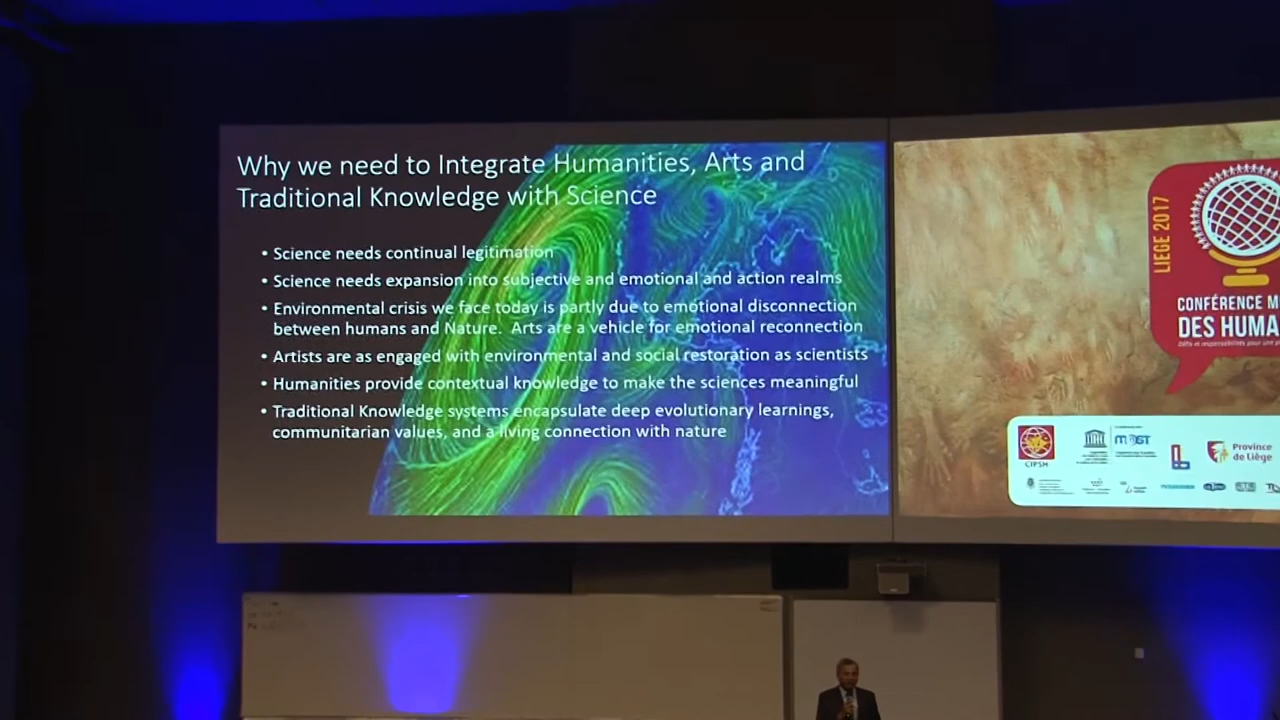 Why we need to Integrate Humanities, Arts and
Traditional Knowledge with Science
• Science needs continual legitimation
• Science needs expansion into subjective and emotional and action realms
• Environmental crisis we face today is partly due to emotional disconnection
between humans and Nature. Arts are a vehicle for emotional reconnection
• Artists are as engaged with environmental and social restoration as scientists
• Humanities provide contextual knowledge to make the sciences meaningful
• Traditional Knowledge systems encapsulate deep evolutionary learnings,
communitarian values, and a living connection with nature
LIEGE 2017
CONFÉRENCE M
DES HUMA
CIPSH
MOST
Province
de Liège